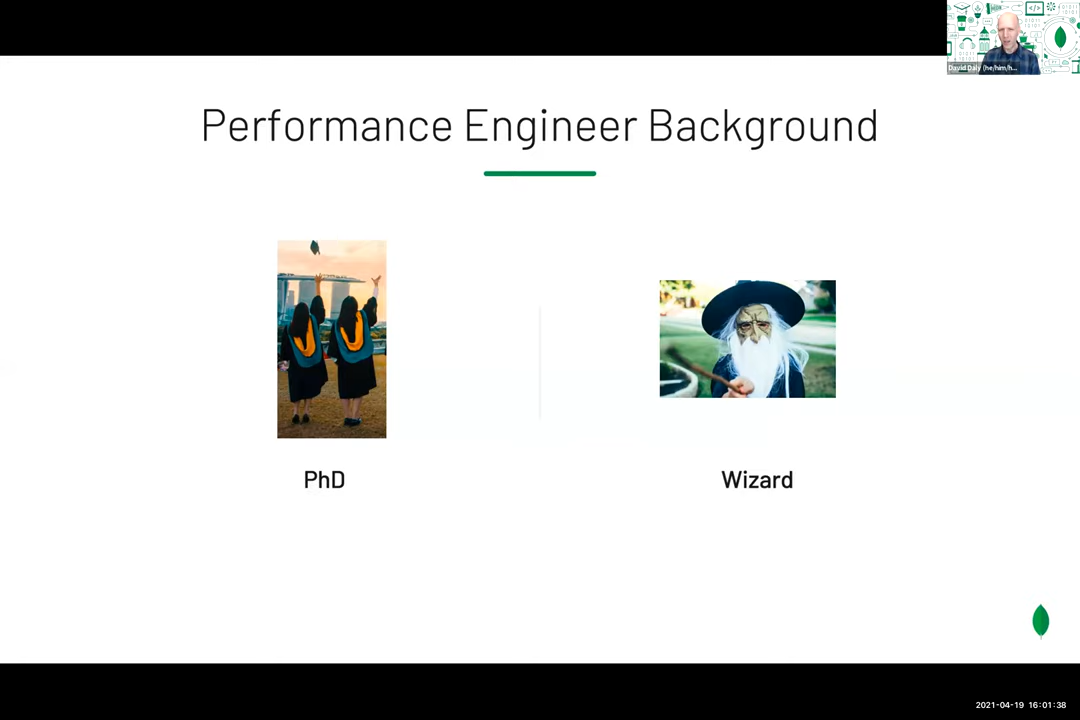 David Daly (he/him/h...
Performance Engineer Background
PhD
Wizard
2021-04-19 16:01:38